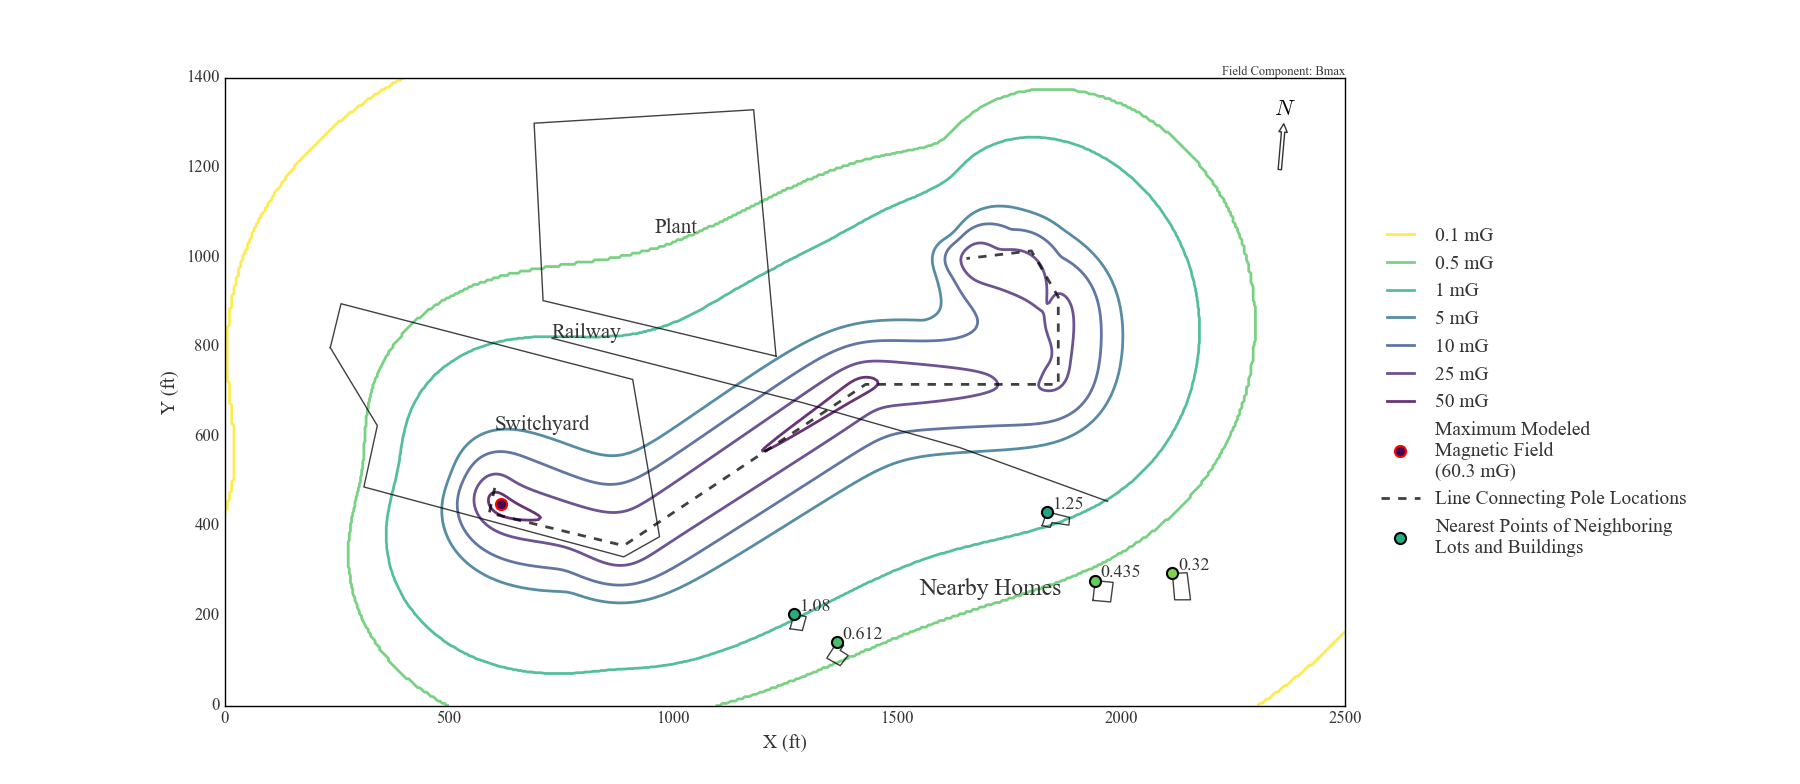 Field Component: Bmax
1400
1200
1000
800
600
400
200
0
Y (ft)
0
500
1000
1500
2000
2500
X (ft)
N
Plant
Railway
Switchyard
Nearby Homes
1.25
0.435
0.32
1.08
0.612
0.1 mG
0.5 mG
1 mG
5 mG
10 mG
25 mG
50 mG
Maximum Modeled
Magnetic Field
(60.3 mG)
Line Connecting Pole Locations
Nearest Points of Neighboring
Lots and Buildings